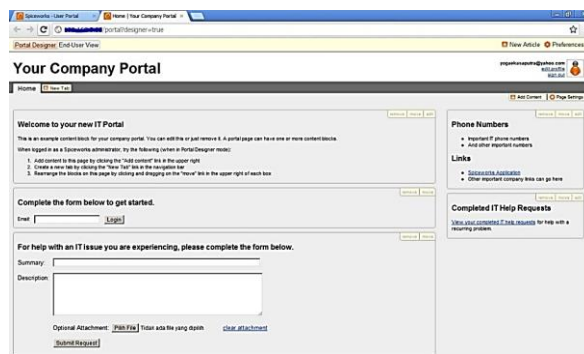 Spiceworks - User Portal
Home | Your Company Portal
/portal?designer=true
Portal Designer End-User View
New Article Preferences
Your Company Portal
edit profile
sign out
Home New Tab
Add Content Page Settings
remove move edit
Welcome to your new IT Portal
This is an example content block for your company portal. You can edit this or just remove it. A portal page can have one or more content blocks.
When logged in as a Spiceworks administrator, try the following (when in Portal Designer mode):
1. Add content to this page by clicking the "Add content" link in the upper right
2. Create a new tab by clicking the "New Tab" link in the navigation bar
3. Rearrange the blocks on this page by clicking and dragging on the "move" link in the upper right of each box
remove move
Complete the form below to get started.
Email: Login
remove move
For help with an IT issue you are experiencing, please complete the form below.
Summary:
Description:
Optional Attachment: Pilih File Tidak ada file yang dipilih clear attachment
Submit Request
remove move edit
Phone Numbers
Important IT phone numbers
And other important numbers
Links
Spiceworks Application
Other important company links can go here
remove move edit
Completed IT Help Requests
View your completed IT help requests for help with a
recurring problem.